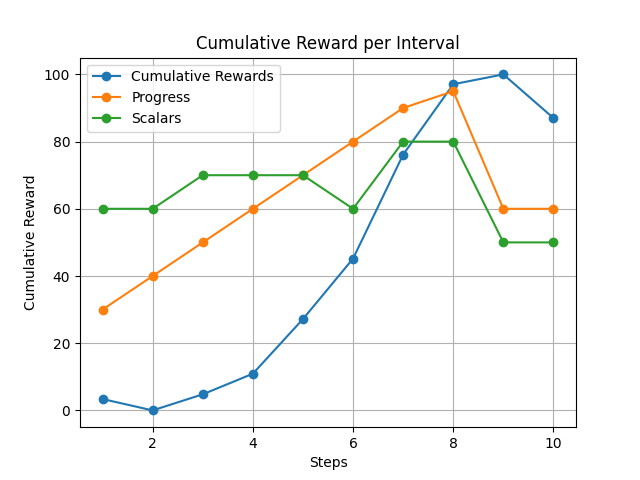 Cumulative Reward per Interval
Cumulative Rewards
Progress
Scalars
Cumulative Reward
100
80
60
40
20
0
2 4 6 8 10
Steps